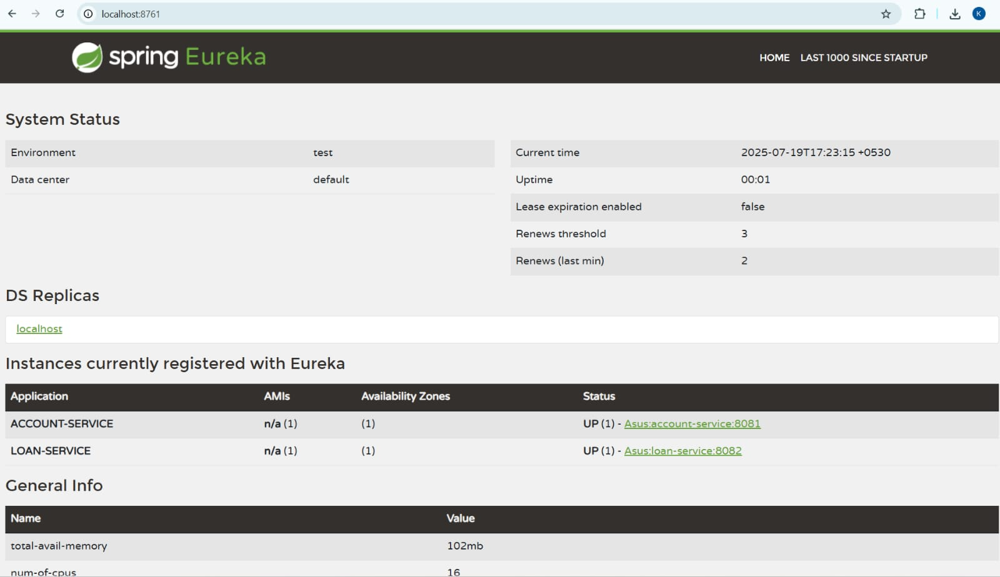 localhost:8761
K
spring Eureka
HOME LAST 1000 SINCE STARTUP
System Status
Environment test
Data center default
Current time 2025-07-19T17:23:15 +0530
Uptime 00:01
Lease expiration enabled false
Renews threshold 3
Renews (last min) 2
DS Replicas
localhost
Instances currently registered with Eureka
Application AMIs Availability Zones Status
ACCOUNT-SERVICE n/a (1) (1) UP (1) - Asus:account-service:8081
LOAN-SERVICE n/a (1) (1) UP (1) - Asus:loan-service:8082
General Info
Name Value
total-avail-memory 102mb
num-of-cpus 16